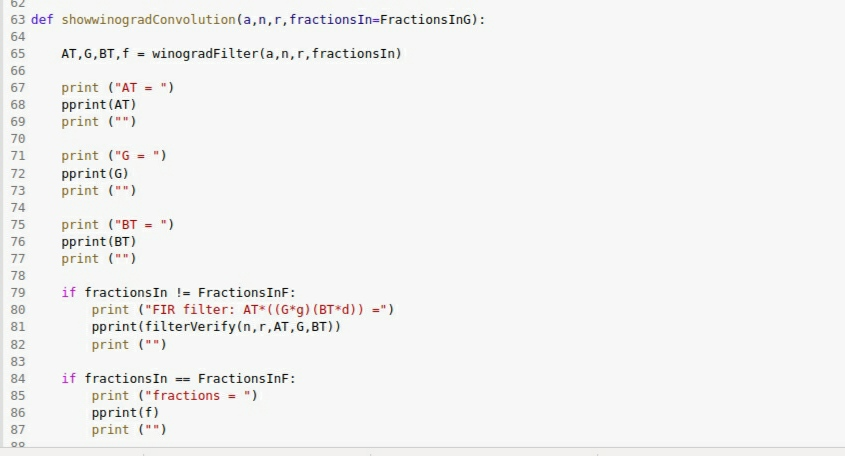 62
63 def showwinogradConvolution(a,n,r,fractionsIn=FractionsInG):
64
65     AT,G,BT,f = winogradFilter(a,n,r,fractionsIn)
66
67     print ("AT = ")
68     pprint(AT)
69     print ("")
70
71     print ("G = ")
72     pprint(G)
73     print ("")
74
75     print ("BT = ")
76     pprint(BT)
77     print ("")
78
79     if fractionsIn != FractionsInF:
80         print ("FIR filter: AT*((G*g)(BT*d)) =")
81         pprint(filterVerify(n,r,AT,G,BT))
82         print ("")
83
84     if fractionsIn == FractionsInF:
85         print ("fractions = ")
86         pprint(f)
87         print ("")
88